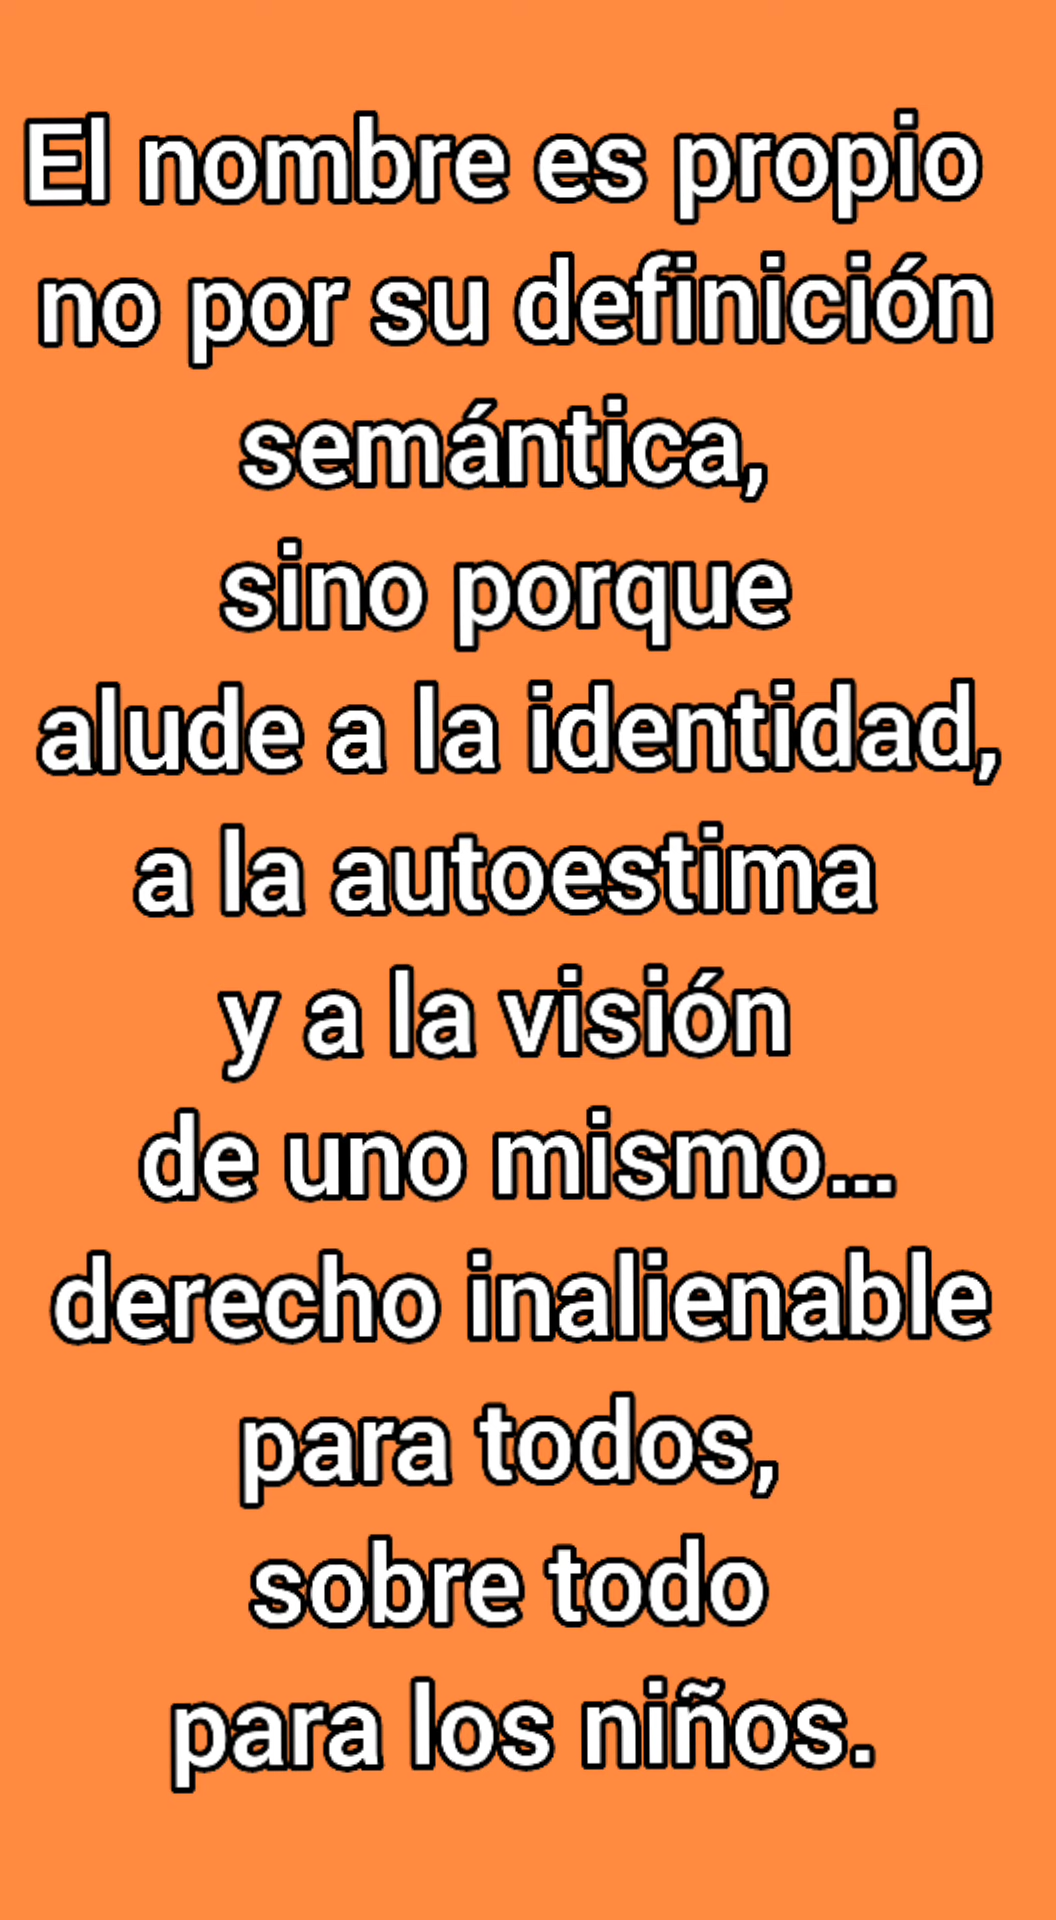 El nombre es propio
no por su definición
semántica,
sino porque
alude a la identidad,
a la autoestima
y a la visión
de uno mismo...
derecho inalienable
para todos,
sobre todo
para los niños.